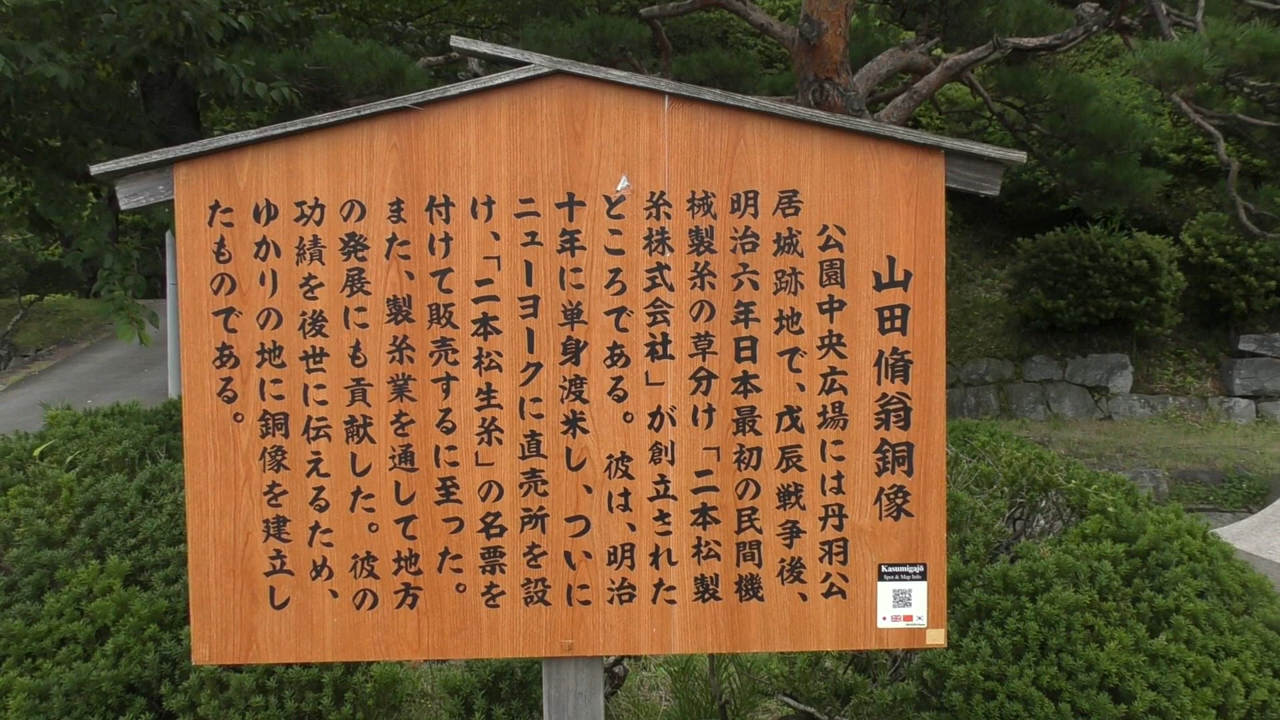 山田脩翁銅像
公園中央広場には丹羽公
居城跡地で、戊辰戦争後、
明治六年日本最初の民間機
械製糸の草分け「二本松製
糸株式会社」が創立された
ところである。彼は、明治
十年に単身渡米し、ついに
ニューヨークに直売所を設
け、「二本松生糸」の名票を
付けて販売するに至った。
また、製糸業を通して地方
の発展にも貢献した。彼の
功績を後世に伝えるため、
ゆかりの地に銅像を建立し
たものである。
Kasumigajō
Spot & Map Info